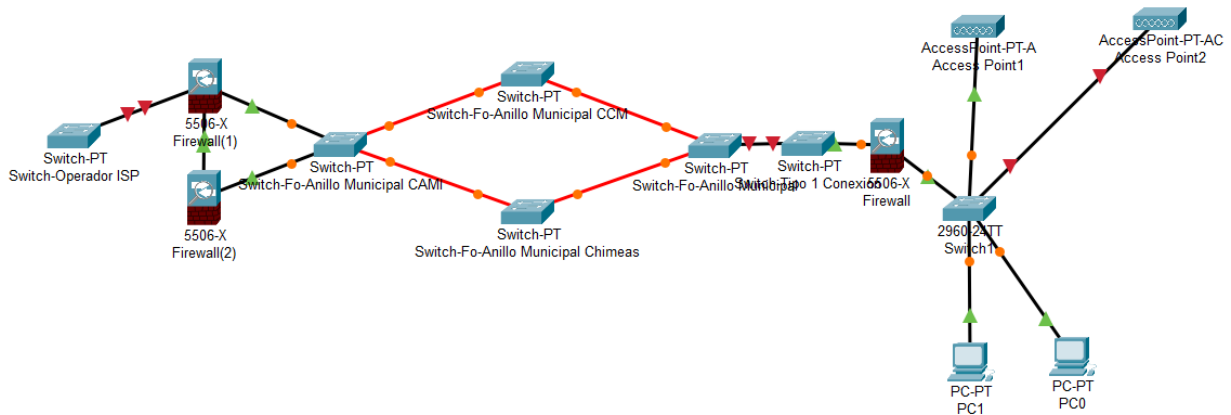 AccessPoint-PT-A
Access Point1
AccessPoint-PT-AC
Access Point2
5506-X
Firewall(1)
Switch-PT
Switch-Operador ISP
5506-X
Firewall(2)
Switch-PT
Switch-Fo-Anillo Municipal CAMI
Switch-PT
Switch-Fo-Anillo Municipal CCM
Switch-PT
Switch-Fo-Anillo Municipal Chimeas
Switch-PT
Switch-Fo-Anillo Municipal
Switch-PT
Switch-Tipo 1 Conexion
5506-X
Firewall
2960-24TT
Switch1
PC-PT
PC1
PC-PT
PC0